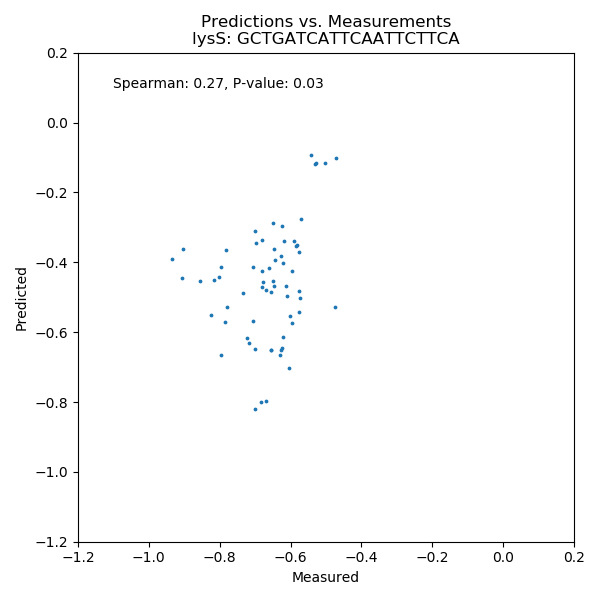 Predictions vs. Measurements
lysS: GCTGATCATTCAATTCTTCA
Spearman: 0.27, P-value: 0.03
0.2
0.0
−0.2
−0.4
−0.6
−0.8
−1.0
−1.2
Predicted
−1.2 −1.0 −0.8 −0.6 −0.4 −0.2 0.0 0.2
Measured